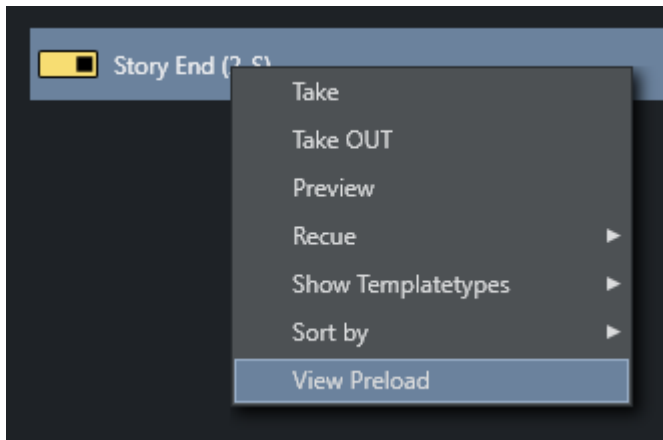 Story End (
Take
Take OUT
Preview
Recue
Show Templatetypes
Sort by
View Preload